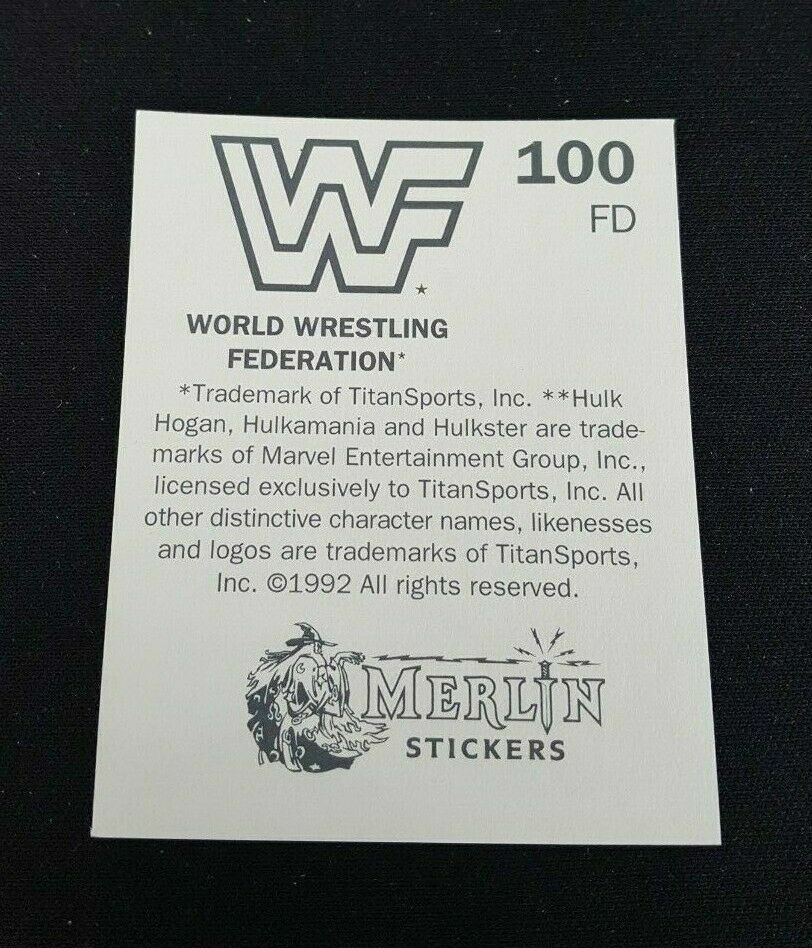 WF
100
FD
WORLD WRESTLING
FEDERATION*
*Trademark of TitanSports, Inc. **Hulk
Hogan, Hulkamania and Hulkster are trade-
marks of Marvel Entertainment Group, Inc.,
licensed exclusively to TitanSports, Inc. All
other distinctive character names, likenesses
and logos are trademarks of TitanSports,
Inc. ©1992 All rights reserved.
MERLIN
STICKERS